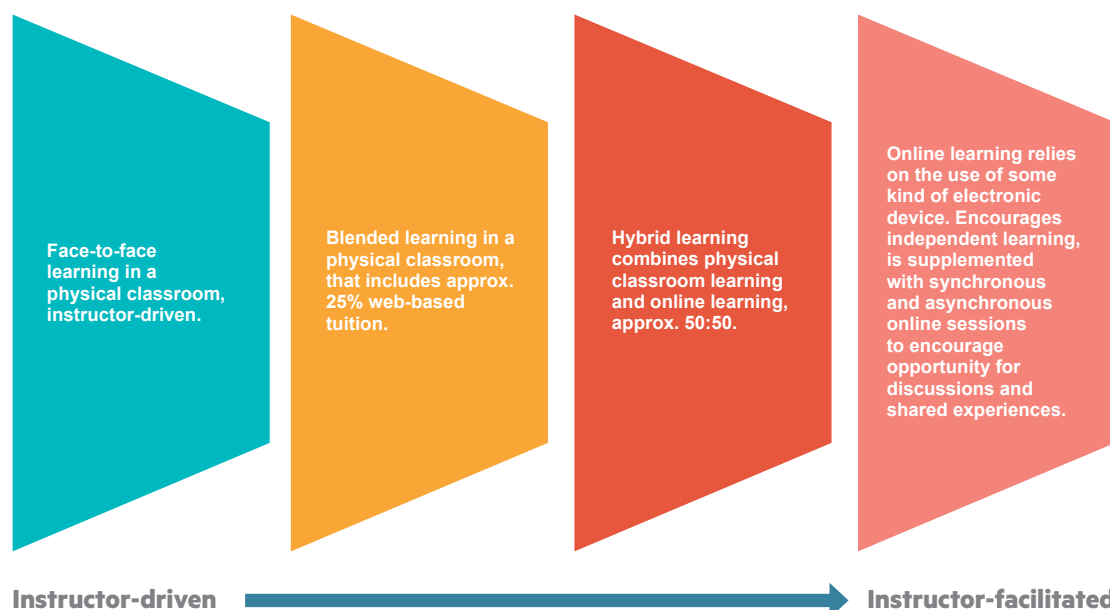 Face-to-face
learning in a
physical classroom,
instructor-driven.
Blended learning in a
physical classroom,
that includes approx.
25% web-based
tuition.
Hybrid learning
combines physical
classroom learning
and online learning,
approx. 50:50.
Online learning relies
on the use of some
kind of electronic
device. Encourages
independent learning,
is supplemented
with synchronous
and asynchronous
online sessions
to encourage
opportunity for
discussions and
shared experiences.
Instructor-driven
Instructor-facilitated